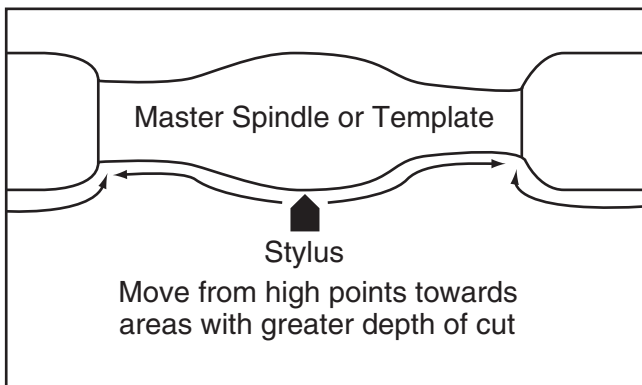 Master Spindle or Template
Stylus
Move from high points towards
areas with greater depth of cut